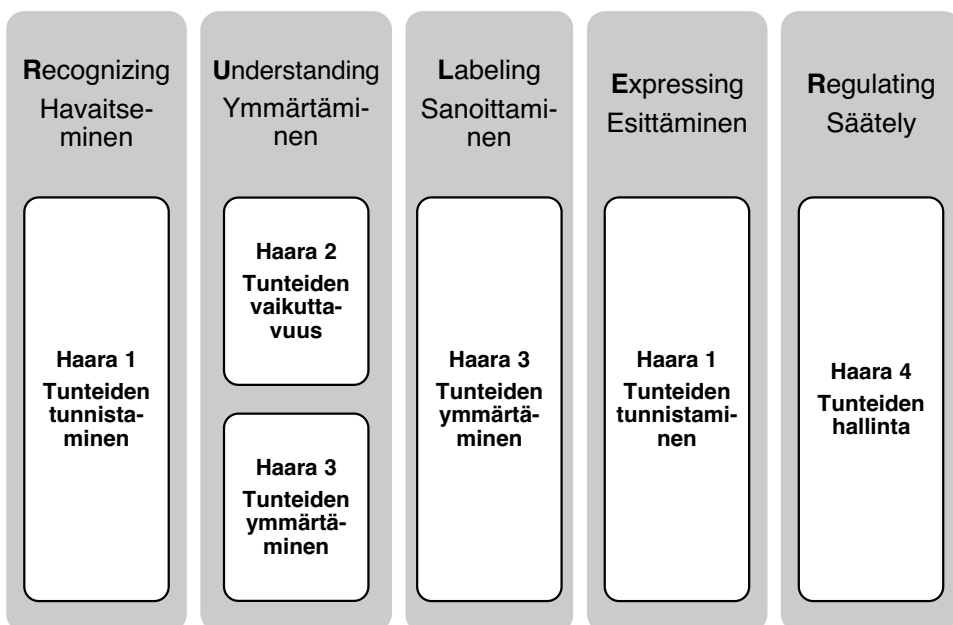 Recognizing
Havaitse-
minen
Haara 1
Tunteiden
tunnista-
minen
Understanding
Ymmärtämi-
nen
Haara 2
Tunteiden
vaikutta-
vuus
Haara 3
Tunteiden
ymmärtä-
minen
Labeling
Sanoittami-
nen
Haara 3
Tunteiden
ymmärtä-
minen
Expressing
Esittäminen
Haara 1
Tunteiden
tunnistami-
nen
Regulating
Säätely
Haara 4
Tunteiden
hallinta